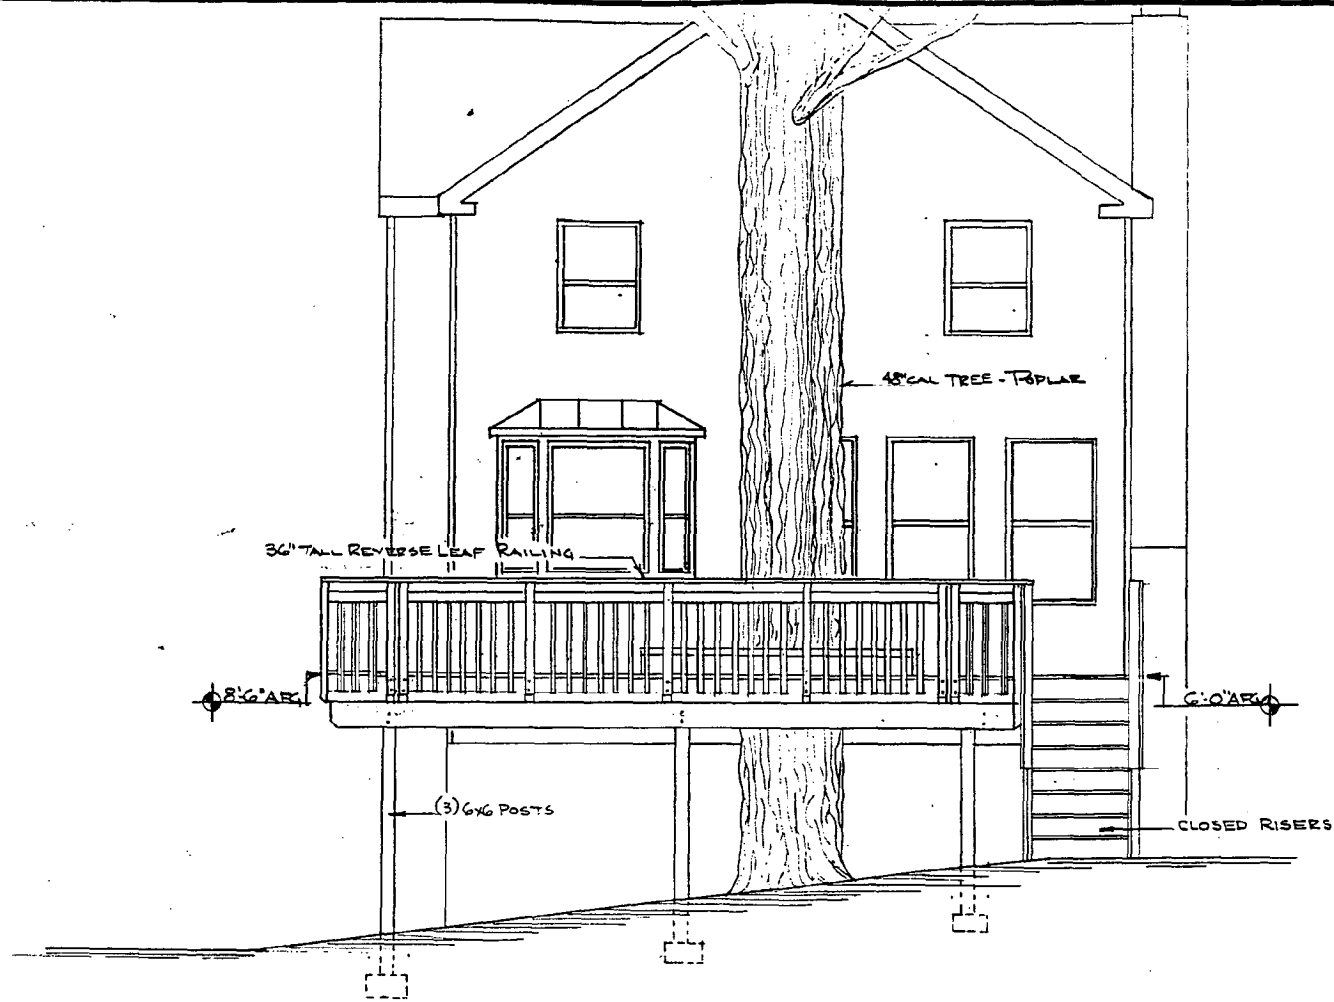 48"CAL TREE - POPLAR
36" TALL REVERSE LEAF RAILING
8'-6" AFG
6'-0" AFG
(3) 6x6 POSTS
CLOSED RISERS